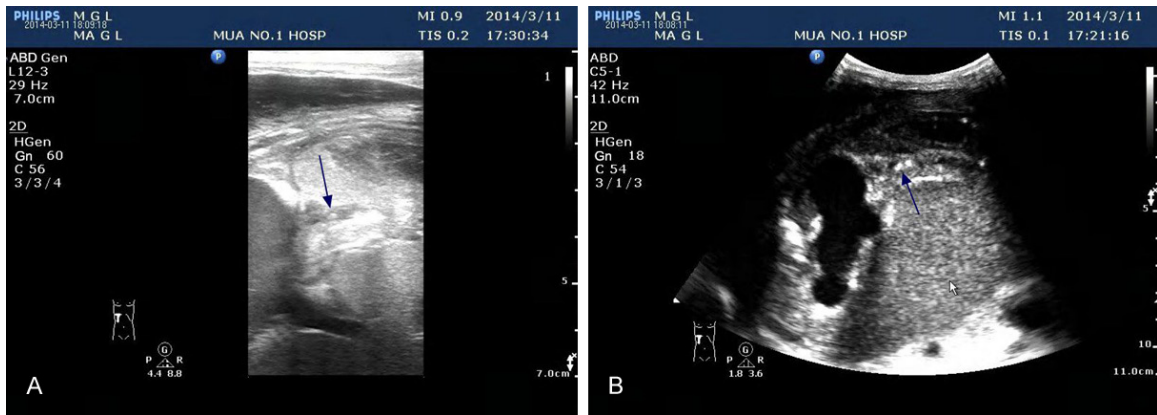 PHILIPS M G L MI 0.9 2014/3/11
2014-03-11 18:09:18
MA G L MUA NO.1 HOSP TIS 0.2 17:30:34
ABD Gen
L12-3
29 Hz
7.0cm
2D
HGen
Gn 60
C 56
3/3/4
P
1
5
T
G
P R
4.4 8.8
7.0cm
A
PHILIPS M G L MI 1.1 2014/3/11
2014-03-11 18:08:11
MA G L MUA NO.1 HOSP TIS 0.1 17:21:16
ABD
C5-1
42 Hz
11.0cm
2D
HGen
Gn 18
C 54
3/1/3
P
5
10
T
G
P R
1.8 3.6
11.0cm
B